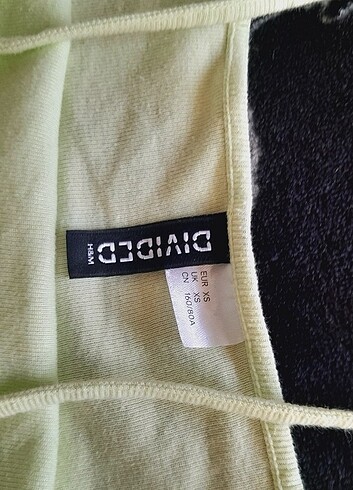 DIVIDED
H&M
EUR XS
UK XS
CN 160/80A